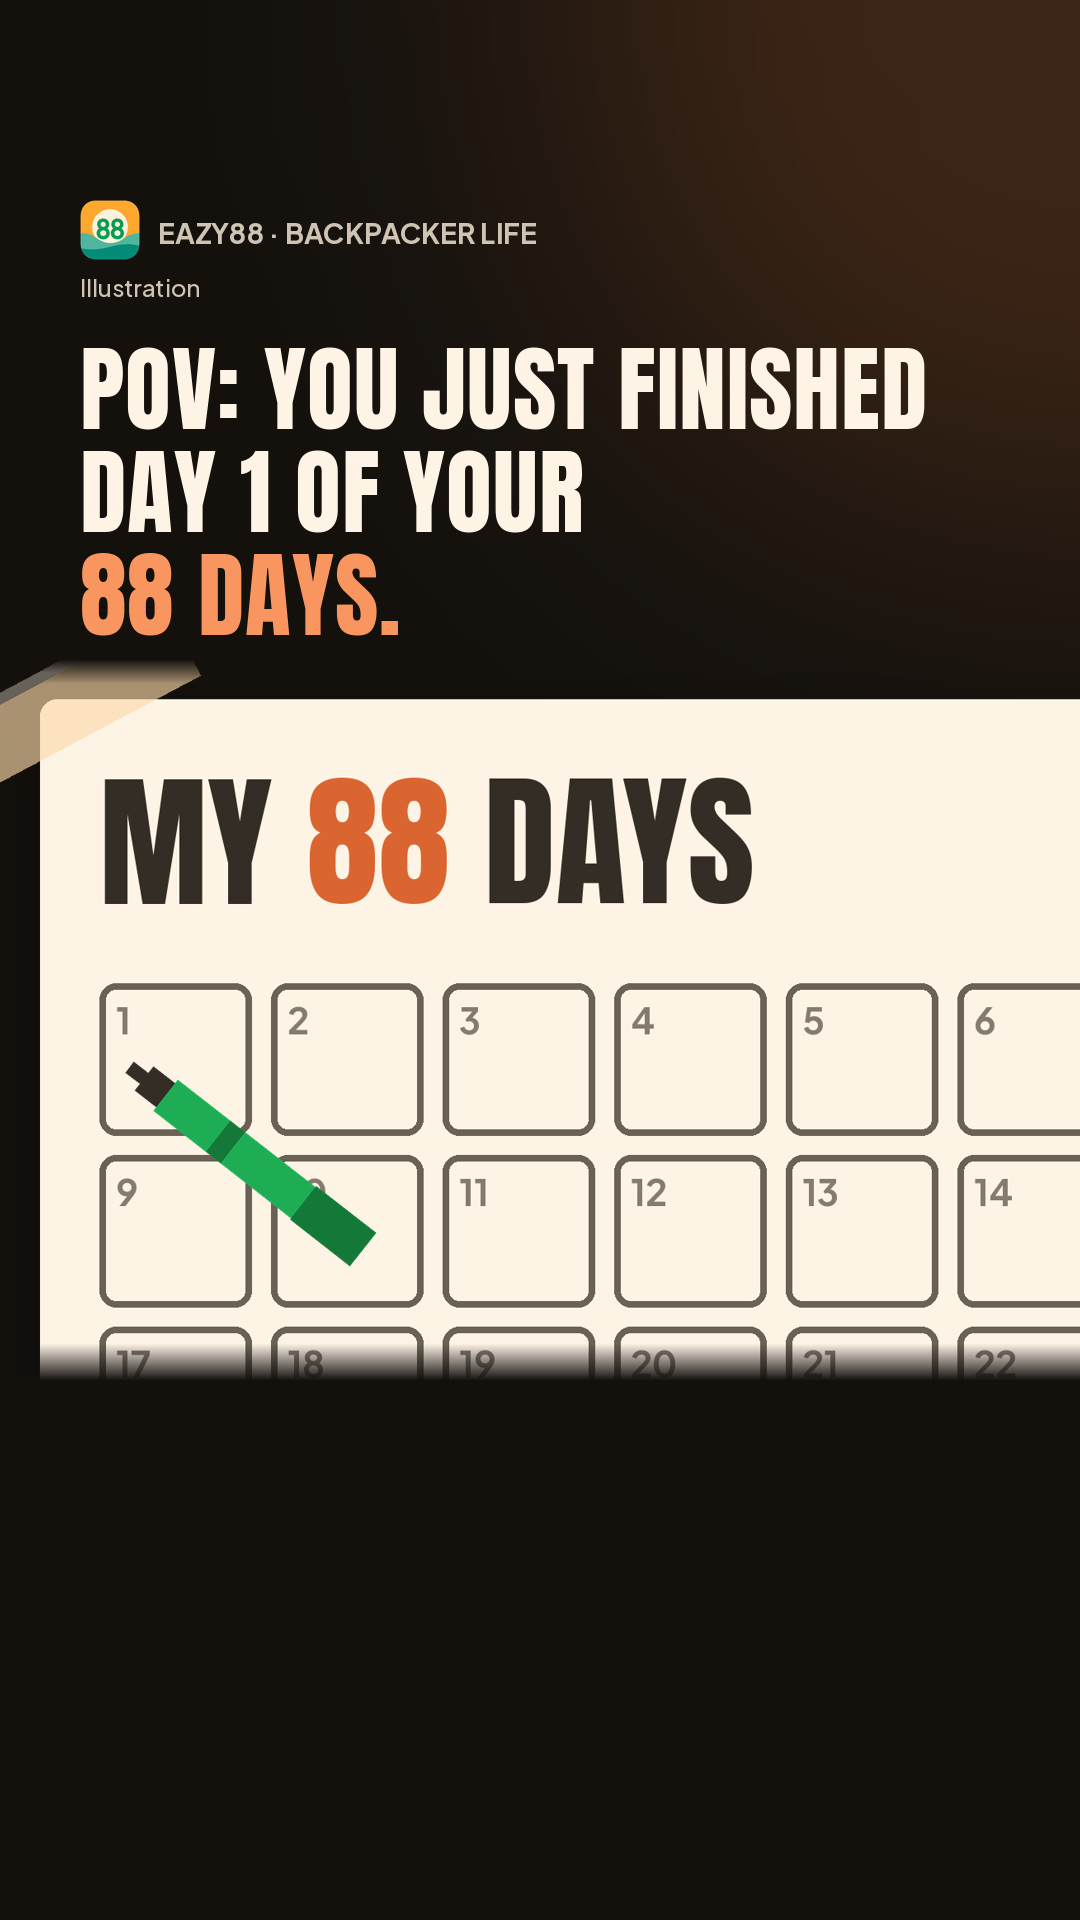 88
EAZY88 · BACKPACKER LIFE
Illustration
POV: YOU JUST FINISHED
DAY 1 OF YOUR
88 DAYS.
MY 88 DAYS
1 2 3 4 5 6
9 11 12 13 14
17 18 19 20 21 22